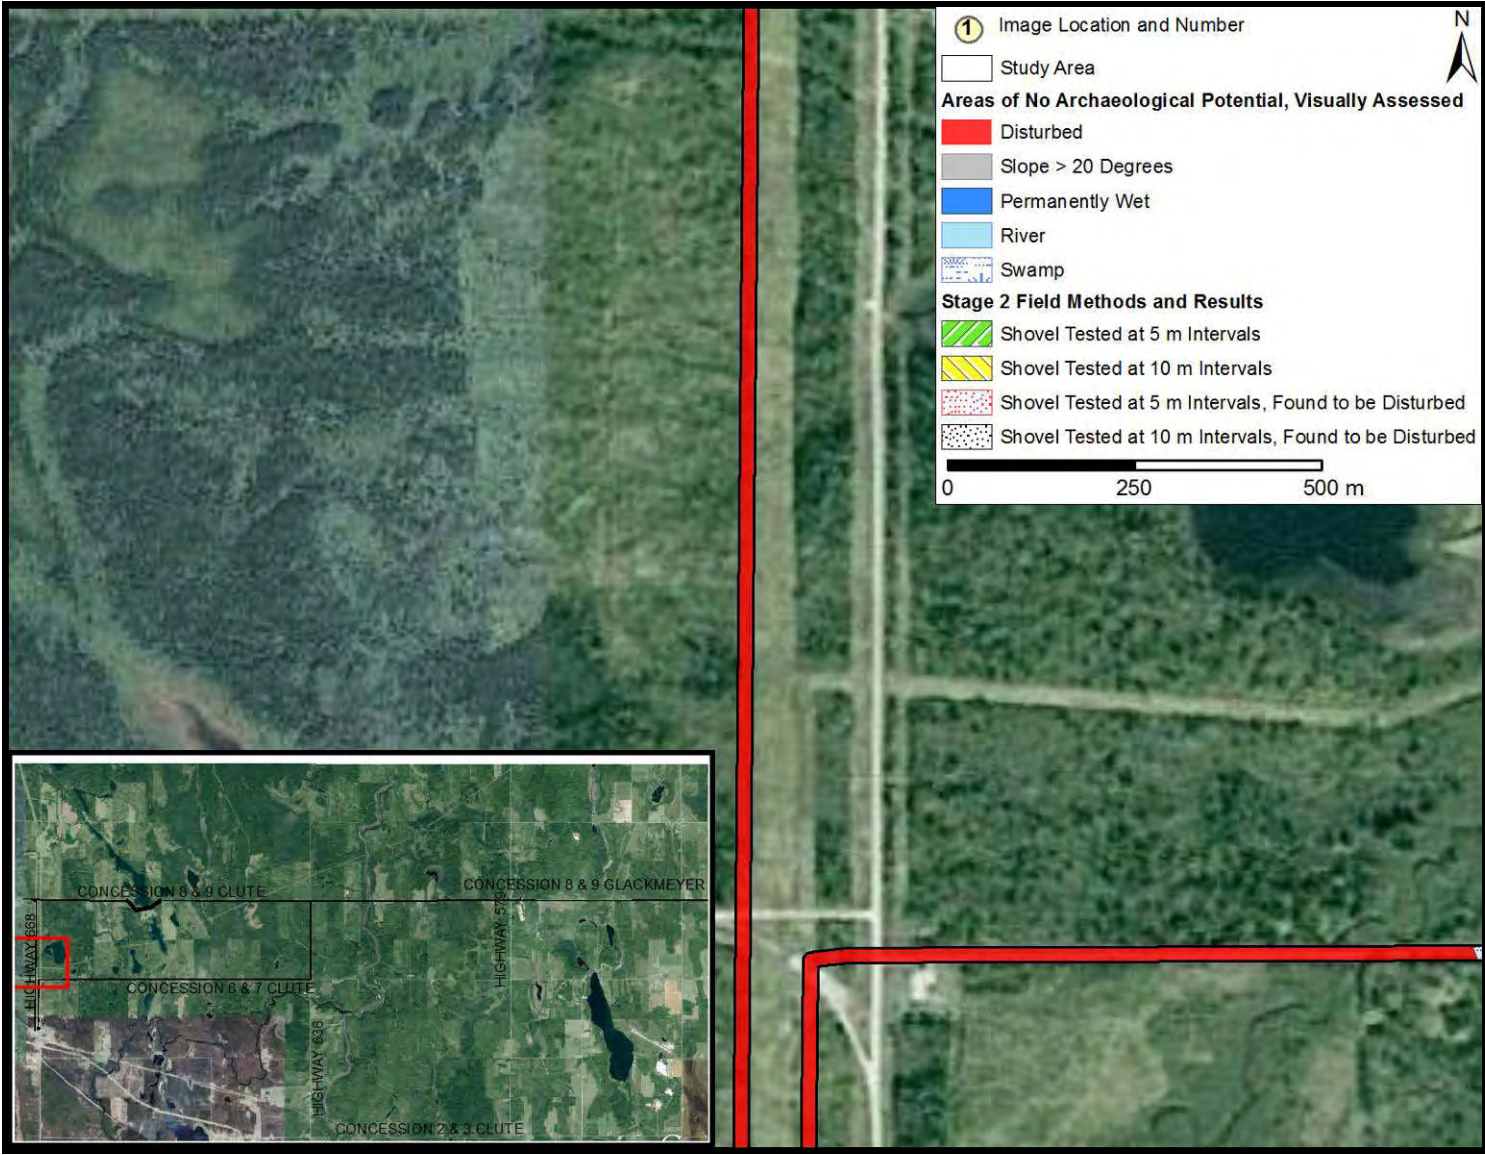 1 Image Location and Number
N
Study Area
Areas of No Archaeological Potential, Visually Assessed
Disturbed
Slope > 20 Degrees
Permanently Wet
River
Swamp
Stage 2 Field Methods and Results
Shovel Tested at 5 m Intervals
Shovel Tested at 10 m Intervals
Shovel Tested at 5 m Intervals, Found to be Disturbed
Shovel Tested at 10 m Intervals, Found to be Disturbed
0 250 500 m
CONCESSION 8 & 9 CLUTE
CONCESSION 8 & 9 GLACKMEYER
HIGHWAY 668
HIGHWAY 579
CONCESSION 6 & 7 CLUTE
HIGHWAY 636
CONCESSION 2 & 3 CLUTE